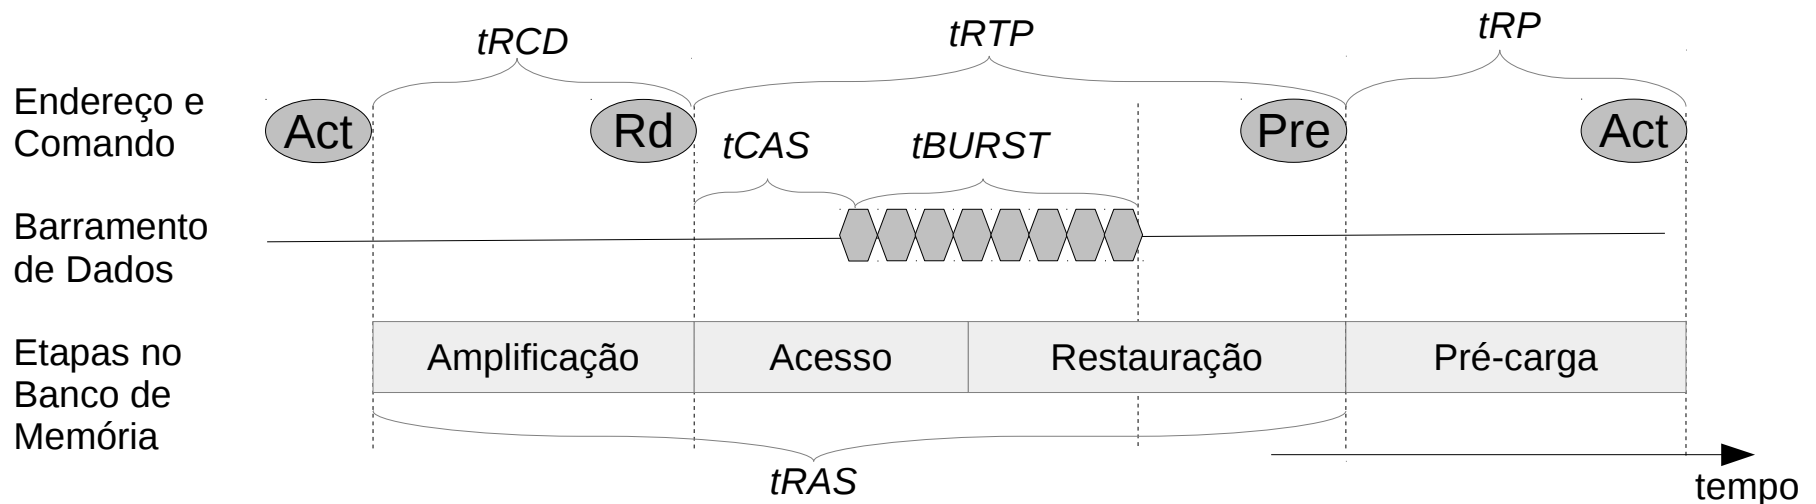 tRCD
tRTP
tRP
Endereço e
Comando
Act
Rd
Pre
Act
tCAS
tBURST
Barramento
de Dados
Etapas no
Banco de
Memória
Amplificação
Acesso
Restauração
Pré-carga
tRAS
tempo